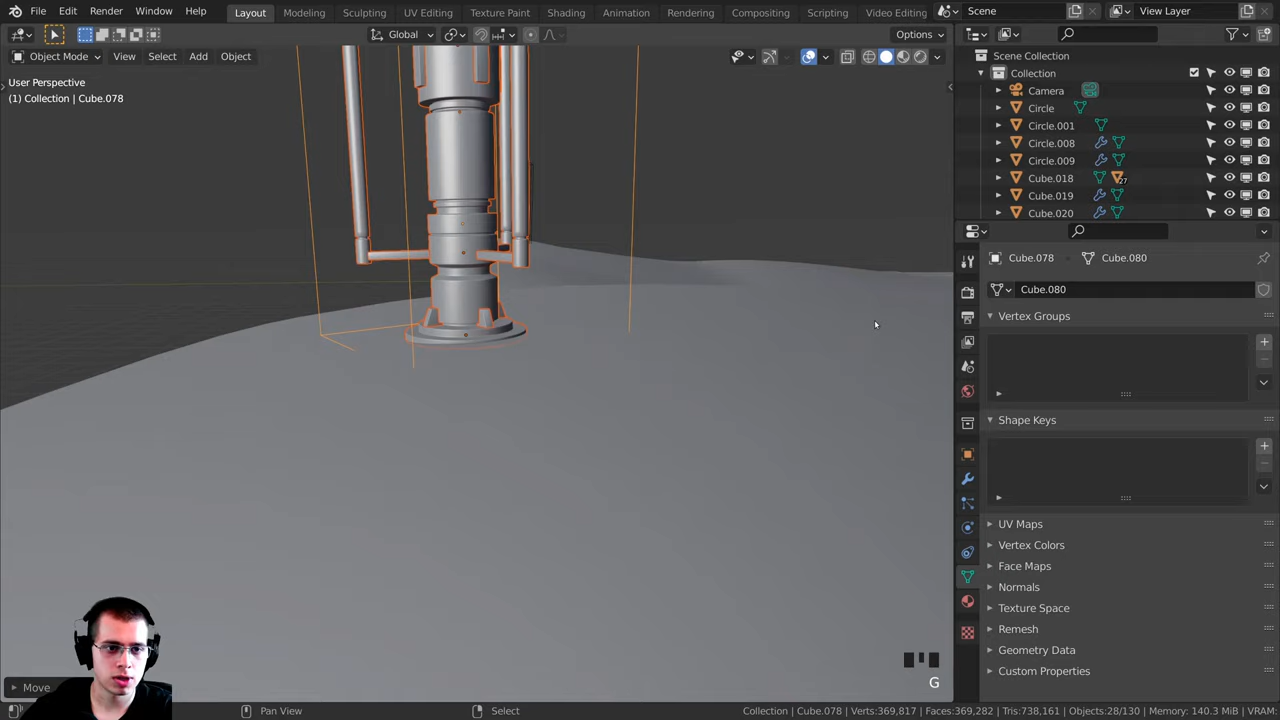 File Edit Render Window Help Layout Modeling Sculpting UV Editing Texture Paint Shading Animation Rendering Compositing Scripting Video Editing Scene View Layer
Global Options
Object Mode View Select Add Object
User Perspective
(1) Collection | Cube.078
Scene Collection
Collection
Camera
Circle
Circle.001
Circle.008
Circle.009
Cube.018 27
Cube.019
Cube.020
Cube.078 Cube.080
Cube.080
Vertex Groups
Shape Keys
UV Maps
Vertex Colors
Face Maps
Normals
Texture Space
Remesh
Geometry Data
Custom Properties
G
Move
Pan View Select Collection | Cube.078 | Verts:369,817 | Faces:369,282 | Tris:738,161 | Objects:28/130 | Memory: 140.3 MiB | VRAM: